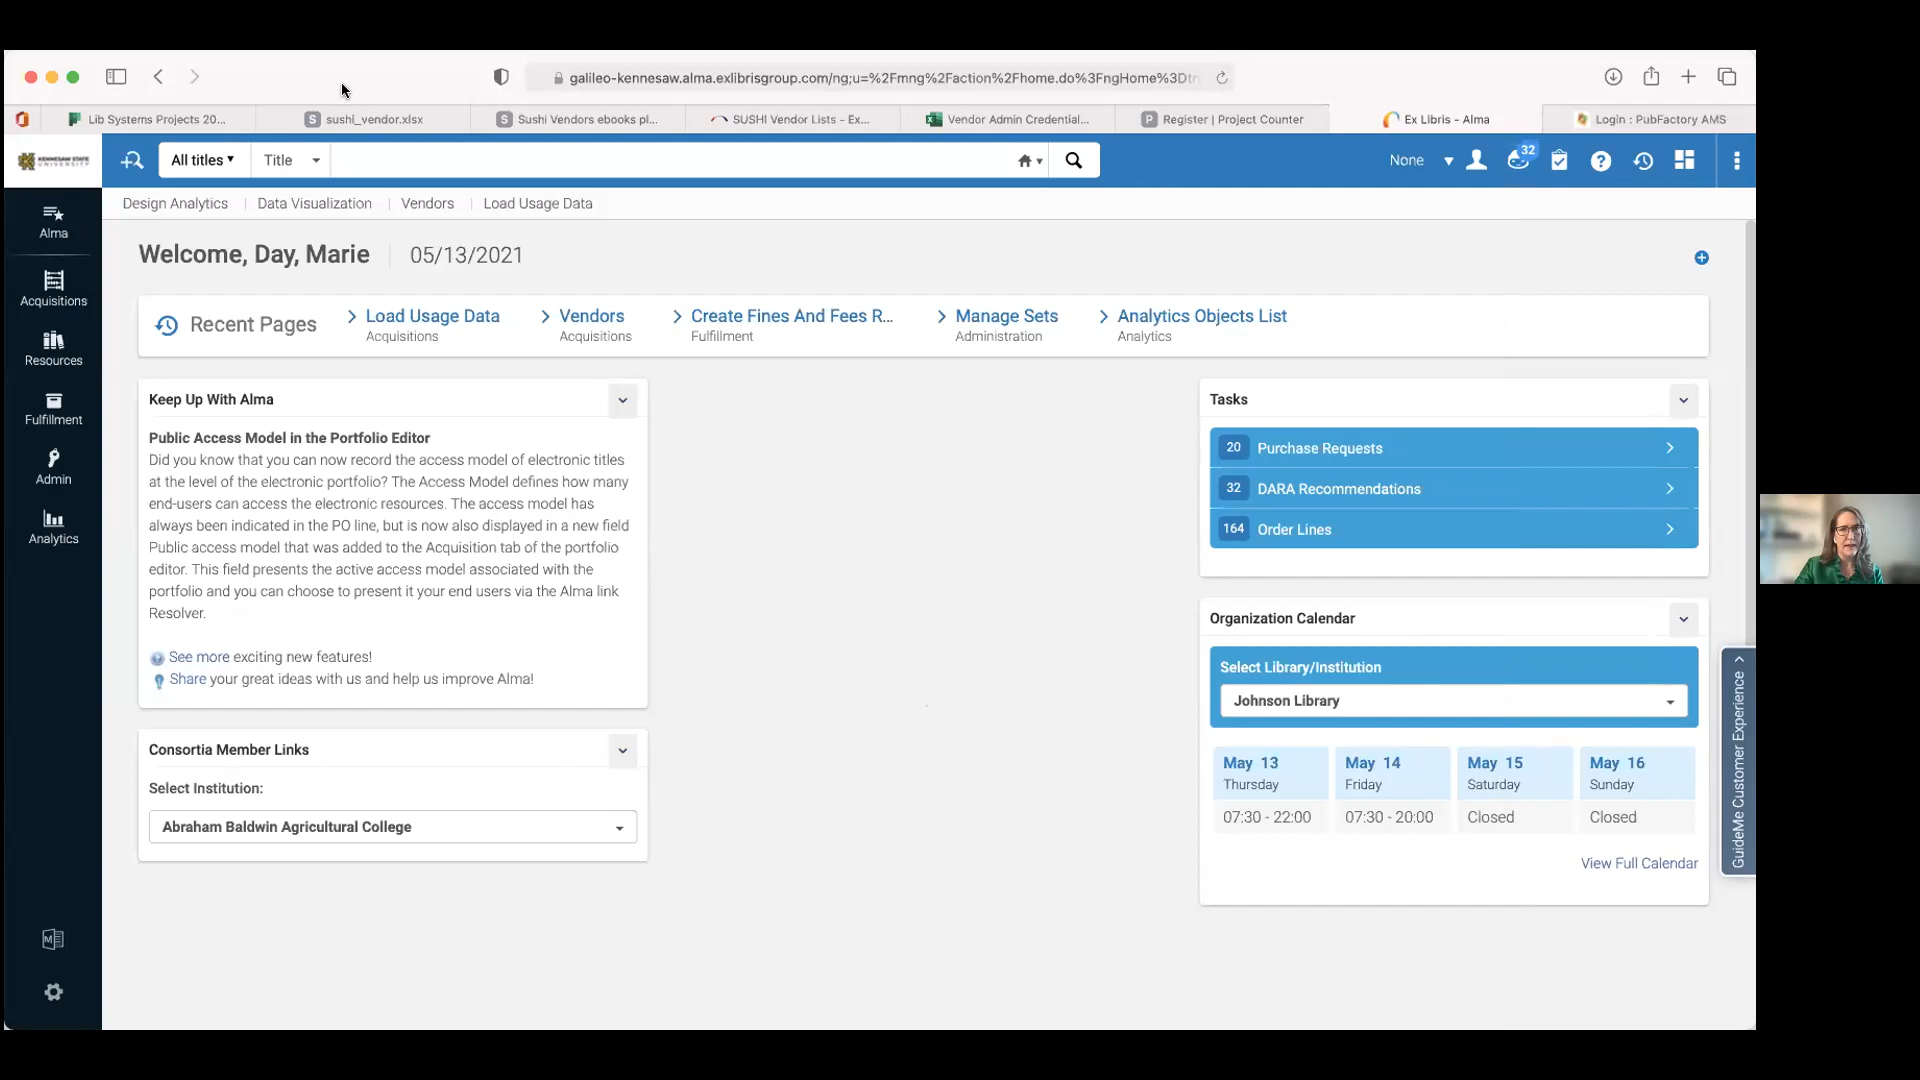 galileo-kennesaw.alma.exlibrisgroup.com/ng;u=%2Fmng%2Faction%2Fhome.do%3FngHome%3Dtr
Lib Systems Projects 20...
S sushi_vendor.xlsx
S Sushi Vendors ebooks pl...
SUSHI Vendor Lists - Ex...
Vendor Admin Credential...
P Register | Project Counter
Ex Libris - Alma
Login : PubFactory AMS
KENNESAW STATE
UNIVERSITY
All titles
Title
None
32
Alma
Acquisitions
Resources
Fulfillment
Admin
Analytics
Design Analytics
Data Visualization
Vendors
Load Usage Data
Welcome, Day, Marie
05/13/2021
Recent Pages
Load Usage Data
Acquisitions
Vendors
Acquisitions
Create Fines And Fees R...
Fulfillment
Manage Sets
Administration
Analytics Objects List
Analytics
Keep Up With Alma
Public Access Model in the Portfolio Editor
Did you know that you can now record the access model of electronic titles
at the level of the electronic portfolio? The Access Model defines how many
end-users can access the electronic resources. The access model has
always been indicated in the PO line, but is now also displayed in a new field
Public access model that was added to the Acquisition tab of the portfolio
editor. This field presents the active access model associated with the
portfolio and you can choose to present it your end users via the Alma link
Resolver.
See more exciting new features!
Share your great ideas with us and help us improve Alma!
Consortia Member Links
Select Institution:
Abraham Baldwin Agricultural College
Tasks
20 Purchase Requests
32 DARA Recommendations
164 Order Lines
Organization Calendar
Select Library/Institution
Johnson Library
May 13
Thursday
07:30 - 22:00
May 14
Friday
07:30 - 20:00
May 15
Saturday
Closed
May 16
Sunday
Closed
View Full Calendar
GuideMe Customer Experience